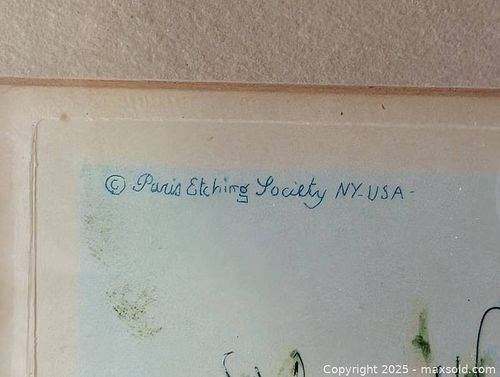 © Paris Etching Society NY-USA-
Copyright 2025 - maxsold.com